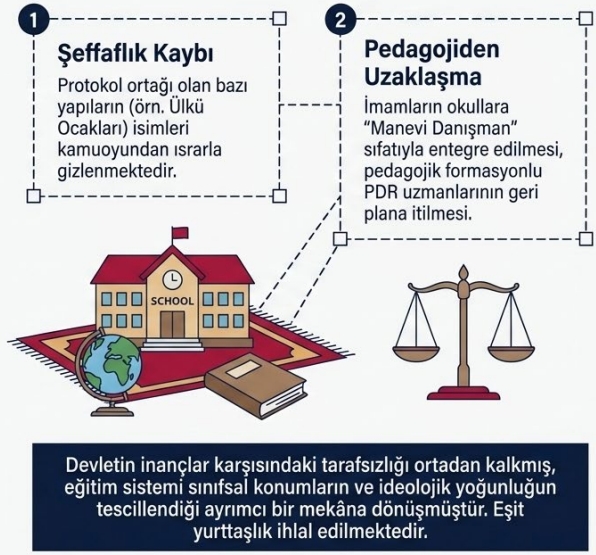 1
Şeffaflık Kaybı
Protokol ortağı olan bazı
yapıların (örn. Ülkü
Ocakları) isimleri
kamuoyundan ısrarla
gizlenmektedir.
2
Pedagojiden
Uzaklaşma
İmamların okullara
“Manevi Danışman”
sıfatıyla entegre edilmesi,
pedagojik formasyonlu
PDR uzmanlarının geri
plana itilmesi.
SCHOOL
Devletin inançlar karşısındaki tarafsızlığı ortadan kalkmış,
eğitim sistemi sınıfsal konumların ve ideolojik yoğunluğun
tescillendiği ayrımcı bir mekâna dönüşmüştür. Eşit
yurttaşlık ihlal edilmektedir.